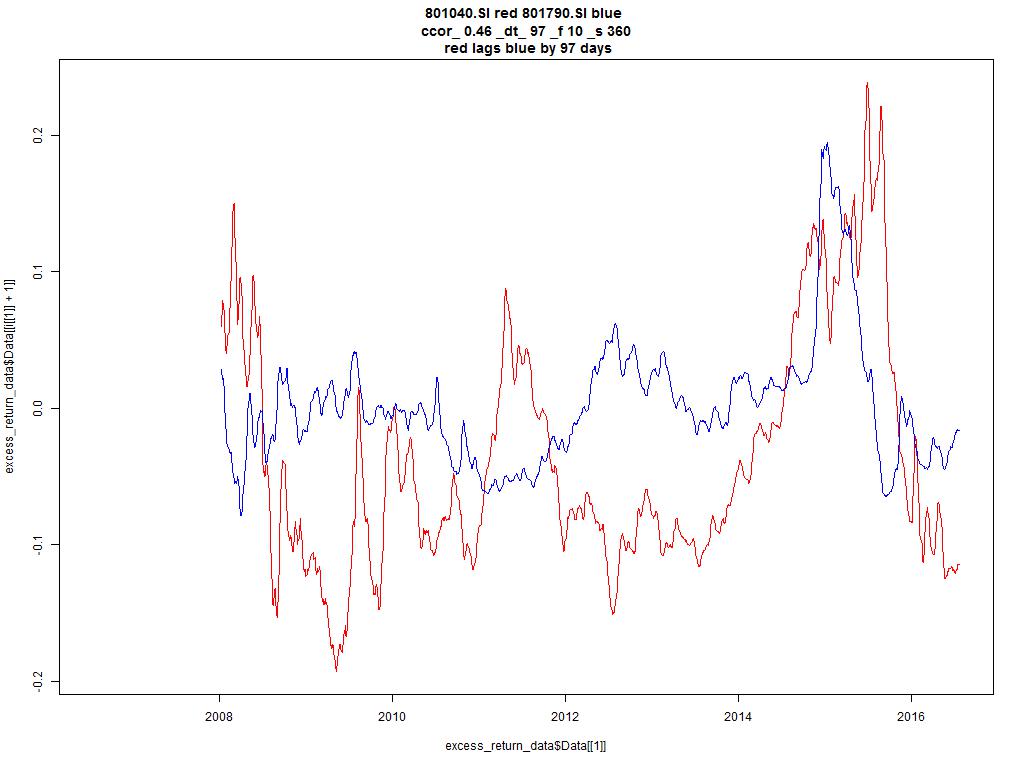 801040.SI red 801790.SI blue
ccor_ 0.46 _dt_ 97 _f 10 _s 360
red lags blue by 97 days
0.2
0.1
0.0
-0.1
-0.2
excess_return_data$Data[[i[[1]] + 1]]
2008 2010 2012 2014 2016
excess_return_data$Data[[1]]